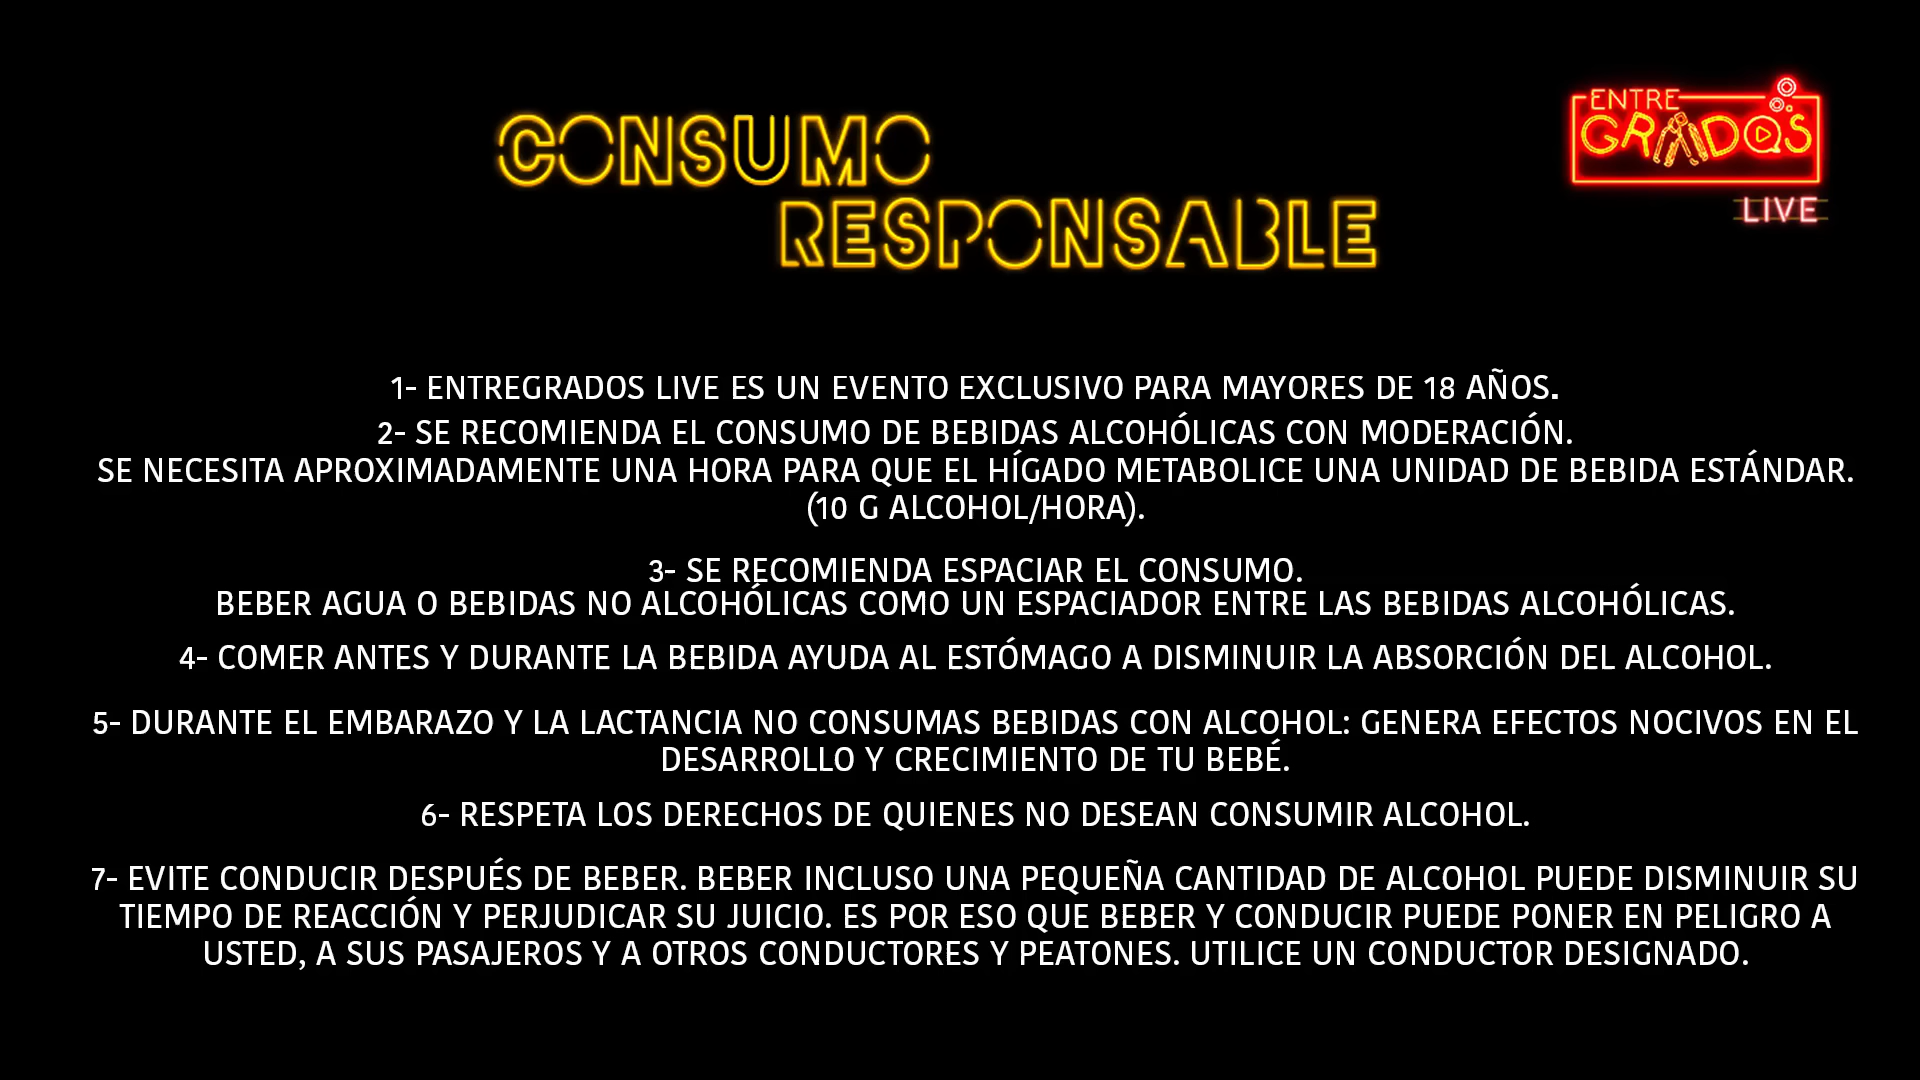 CONSUMO
RESPONSABLE
ENTRE
GRADOS
LIVE
1- ENTREGRADOS LIVE ES UN EVENTO EXCLUSIVO PARA MAYORES DE 18 AÑOS.
2- SE RECOMIENDA EL CONSUMO DE BEBIDAS ALCOHÓLICAS CON MODERACIÓN.
SE NECESITA APROXIMADAMENTE UNA HORA PARA QUE EL HÍGADO METABOLICE UNA UNIDAD DE BEBIDA ESTÁNDAR.
(10 G ALCOHOL/HORA).
3- SE RECOMIENDA ESPACIAR EL CONSUMO.
BEBER AGUA O BEBIDAS NO ALCOHÓLICAS COMO UN ESPACIADOR ENTRE LAS BEBIDAS ALCOHÓLICAS.
4- COMER ANTES Y DURANTE LA BEBIDA AYUDA AL ESTÓMAGO A DISMINUIR LA ABSORCIÓN DEL ALCOHOL.
5- DURANTE EL EMBARAZO Y LA LACTANCIA NO CONSUMAS BEBIDAS CON ALCOHOL: GENERA EFECTOS NOCIVOS EN EL
DESARROLLO Y CRECIMIENTO DE TU BEBÉ.
6- RESPETA LOS DERECHOS DE QUIENES NO DESEAN CONSUMIR ALCOHOL.
7- EVITE CONDUCIR DESPUÉS DE BEBER. BEBER INCLUSO UNA PEQUEÑA CANTIDAD DE ALCOHOL PUEDE DISMINUIR SU
TIEMPO DE REACCIÓN Y PERJUDICAR SU JUICIO. ES POR ESO QUE BEBER Y CONDUCIR PUEDE PONER EN PELIGRO A
USTED, A SUS PASAJEROS Y A OTROS CONDUCTORES Y PEATONES. UTILICE UN CONDUCTOR DESIGNADO.